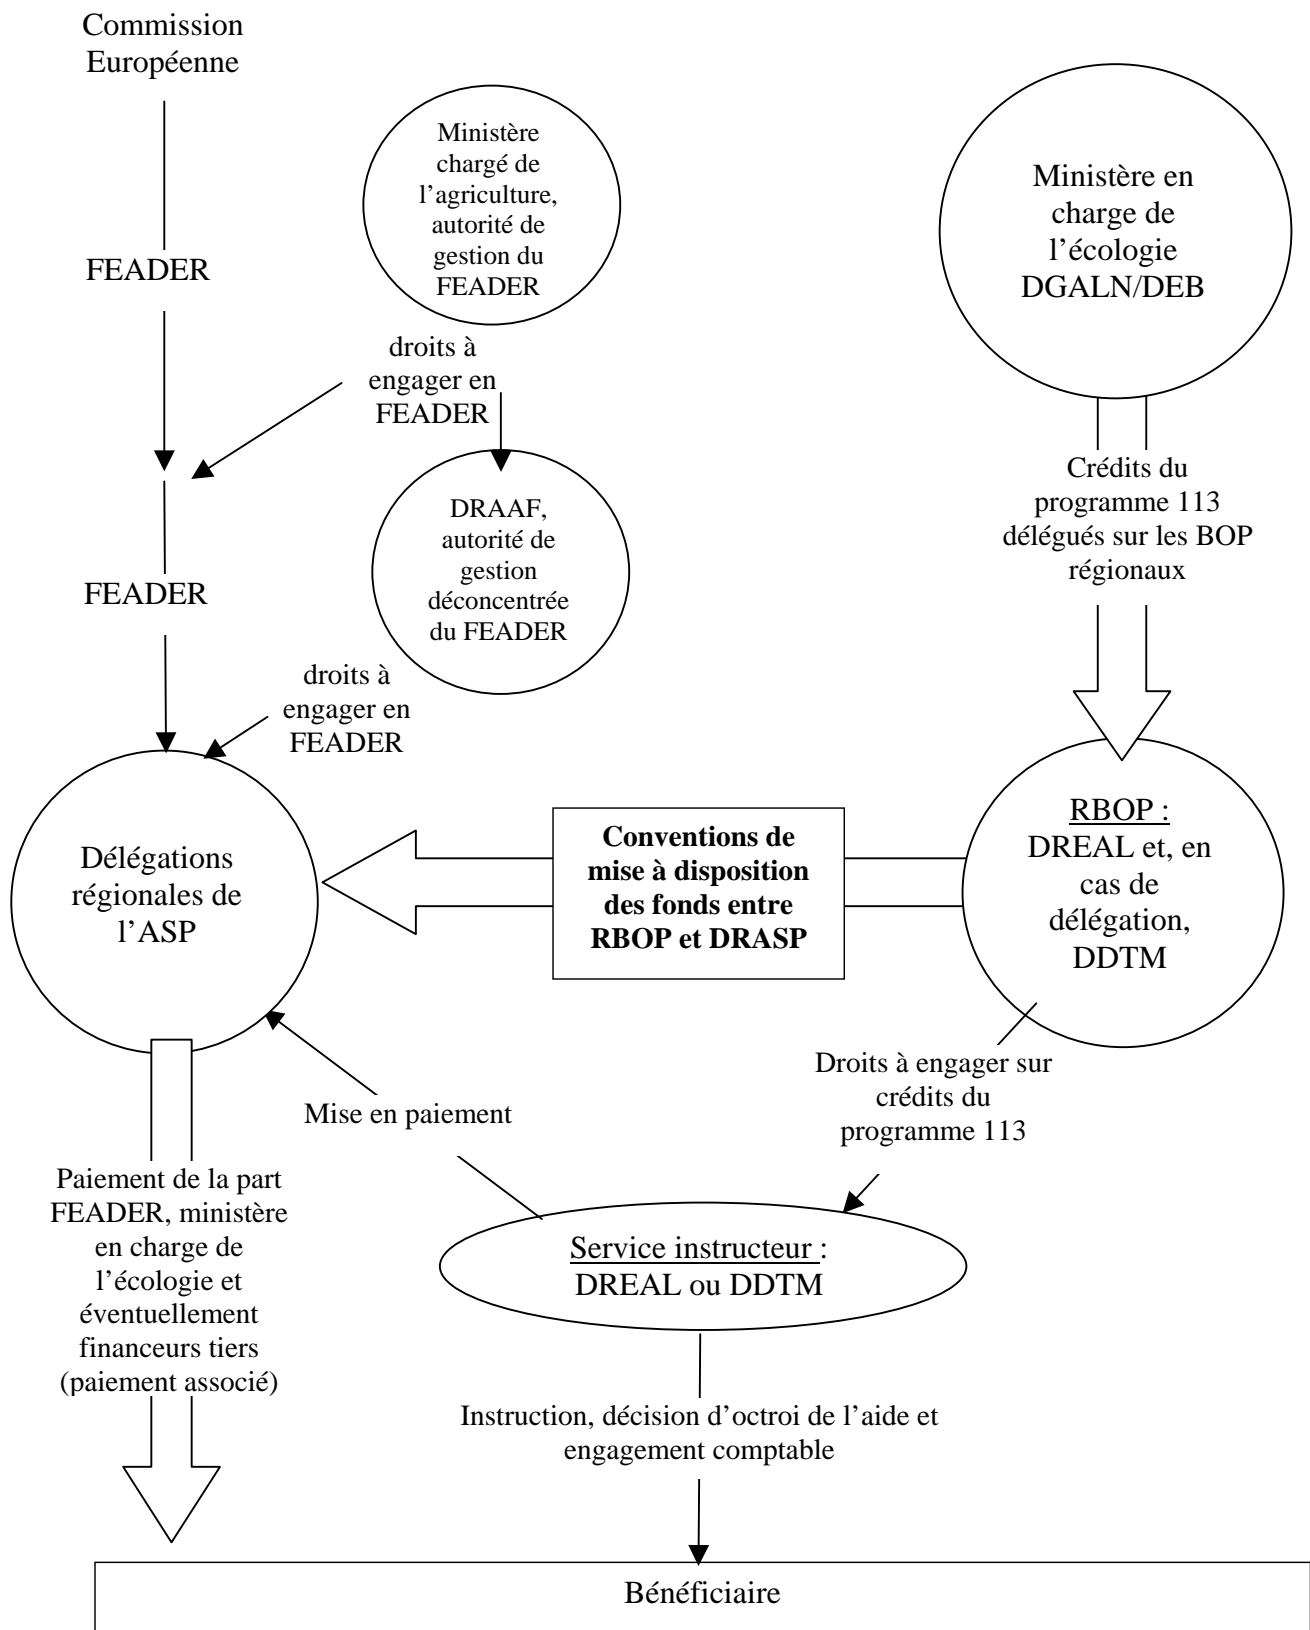 Commission
Européenne
Ministère
chargé de
l’agriculture,
autorité de
gestion du
FEADER
Ministère en
charge de
l’écologie
DGALN/DEB
FEADER
droits à
engager en
FEADER
Crédits du
programme 113
délégués sur les BOP
régionaux
DRAAF,
autorité de
gestion
déconcentrée
du FEADER
FEADER
droits à
engager en
FEADER
Délégations
régionales de
l’ASP
Conventions de
mise à disposition
des fonds entre
RBOP et DRASP
RBOP :
DREAL et, en
cas de
délégation,
DDTM
Mise en paiement
Droits à engager sur
crédits du
programme 113
Paiement de la part
FEADER, ministère
en charge de
l’écologie et
éventuellement
financeurs tiers
(paiement associé)
Service instructeur :
DREAL ou DDTM
Instruction, décision d’octroi de l’aide et
engagement comptable
Bénéficiaire